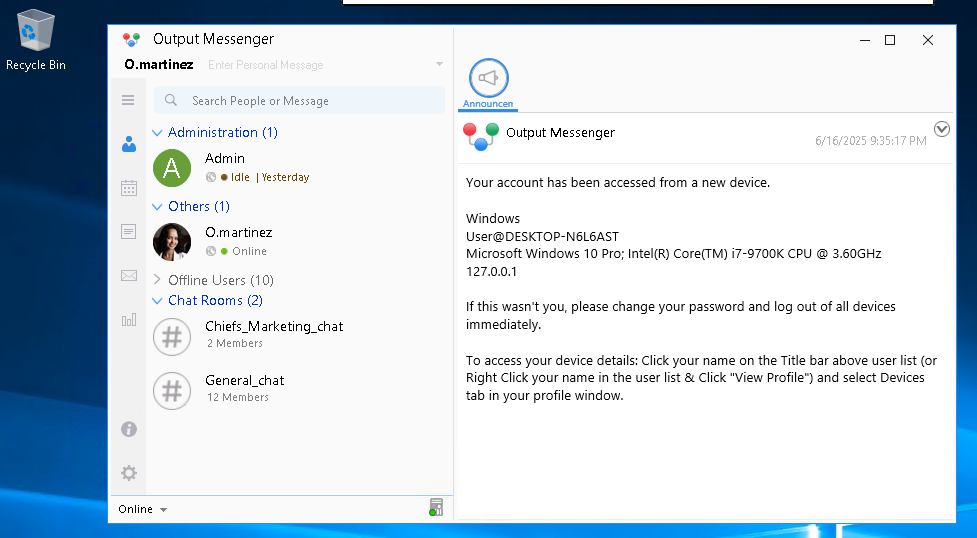 Recycle Bin
Output Messenger
O.martinez
Enter Personal Message
Search People or Message
Administration (1)
A
Admin
Idle | Yesterday
Others (1)
O.martinez
Online
Offline Users (10)
Chat Rooms (2)
#
Chiefs_Marketing_chat
2 Members
#
General_chat
12 Members
Online
Announcen
Output Messenger
6/16/2025 9:35:17 PM
Your account has been accessed from a new device.
Windows
User@DESKTOP-N6L6AST
Microsoft Windows 10 Pro; Intel(R) Core(TM) i7-9700K CPU @ 3.60GHz
127.0.0.1
If this wasn't you, please change your password and log out of all devices
immediately.
To access your device details: Click your name on the Title bar above user list (or
Right Click your name in the user list & Click "View Profile") and select Devices
tab in your profile window.